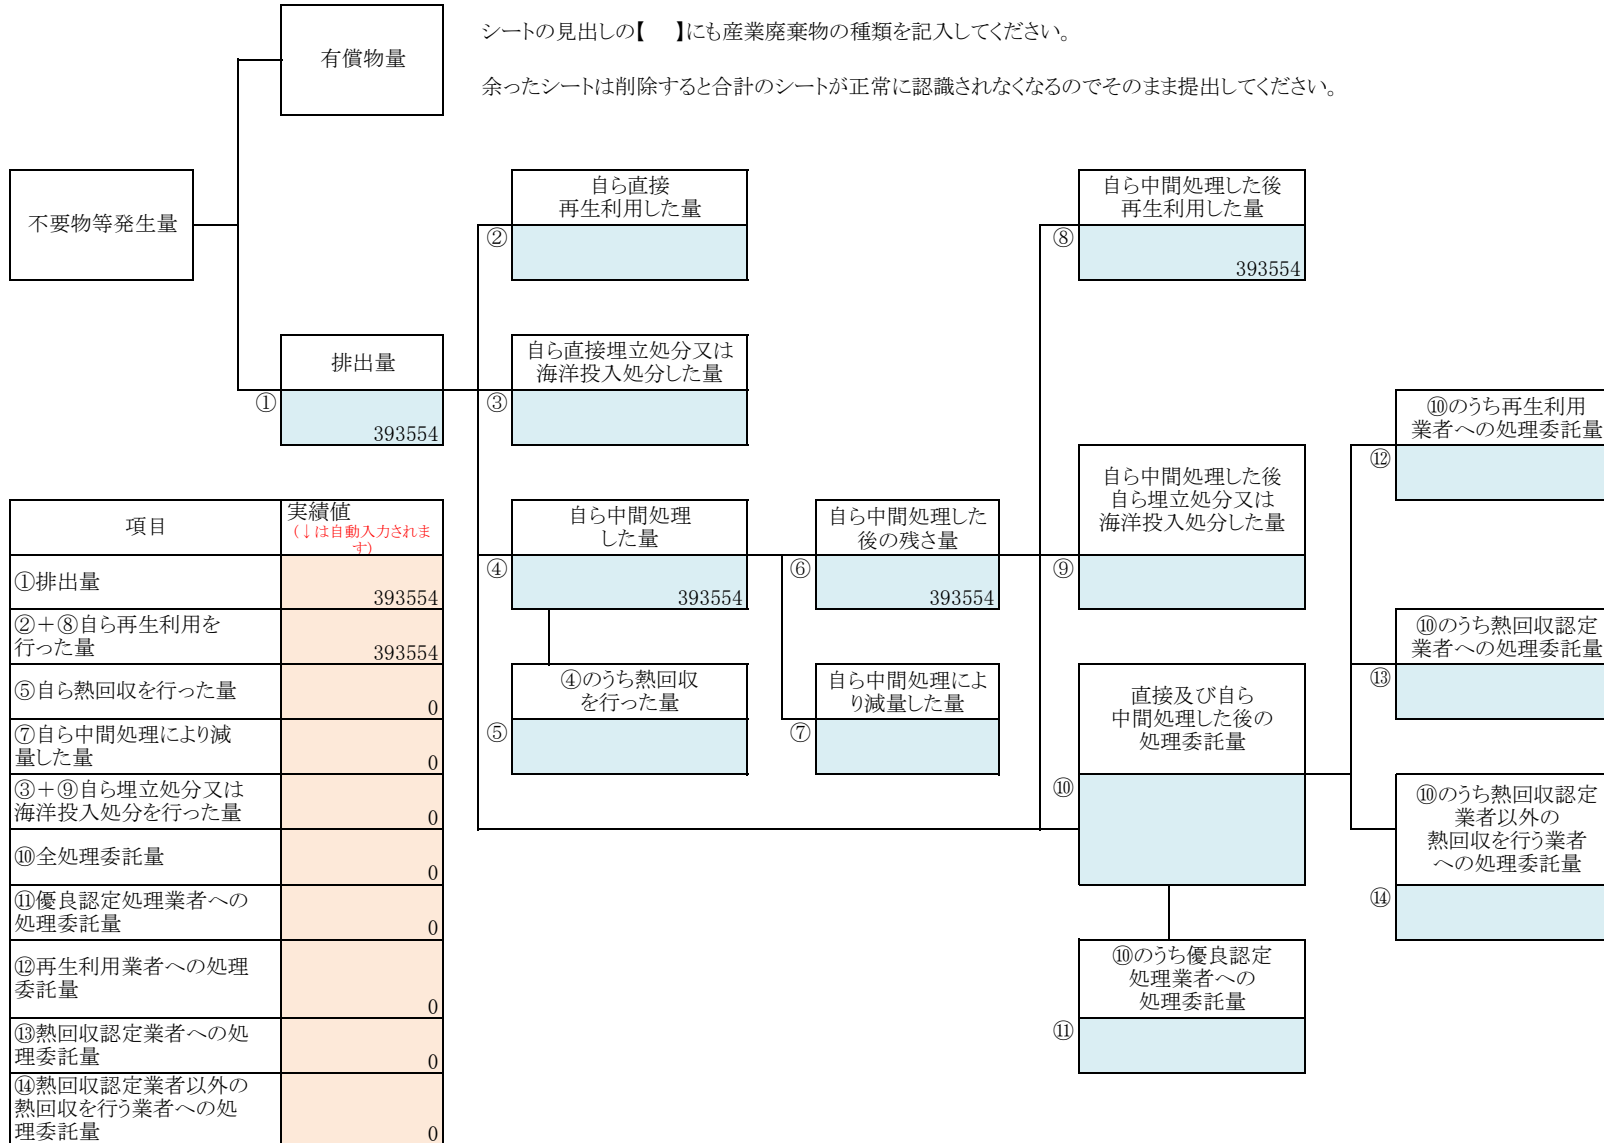 有償物量
シートの見出しの【　】にも産業廃棄物の種類を記入してください。
余ったシートは削除すると合計のシートが正常に認識されなくなるのでそのまま提出してください。
不要物等発生量
自ら直接
再生利用した量
②
自ら中間処理した後
再生利用した量
⑧
393554
排出量
①
393554
自ら直接埋立処分又は
海洋投入処分した量
③
⑩のうち再生利用
業者への処理委託量
⑫
自ら中間処理した後
自ら埋立処分又は
海洋投入処分した量
⑨
自ら中間処理
した量
④
393554
自ら中間処理した
後の残さ量
⑥
393554
⑩のうち熱回収認定
業者への処理委託量
⑬
④のうち熱回収
を行った量
⑤
自ら中間処理によ
り減量した量
⑦
直接及び自ら
中間処理した後の
処理委託量
⑩
⑩のうち熱回収認定
業者以外の
熱回収を行う業者
への処理委託量
⑭
⑩のうち優良認定
処理業者への
処理委託量
⑪
項目
実績値
(↓は自動入力されま
す)
①排出量
393554
②＋⑧自ら再生利用を
行った量
393554
⑤自ら熱回収を行った量
0
⑦自ら中間処理により減
量した量
0
③＋⑨自ら埋立処分又は
海洋投入処分を行った量
0
⑩全処理委託量
0
⑪優良認定処理業者への
処理委託量
0
⑫再生利用業者への処理
委託量
0
⑬熱回収認定業者への処
理委託量
0
⑭熱回収認定業者以外の
熱回収を行う業者への処
理委託量
0